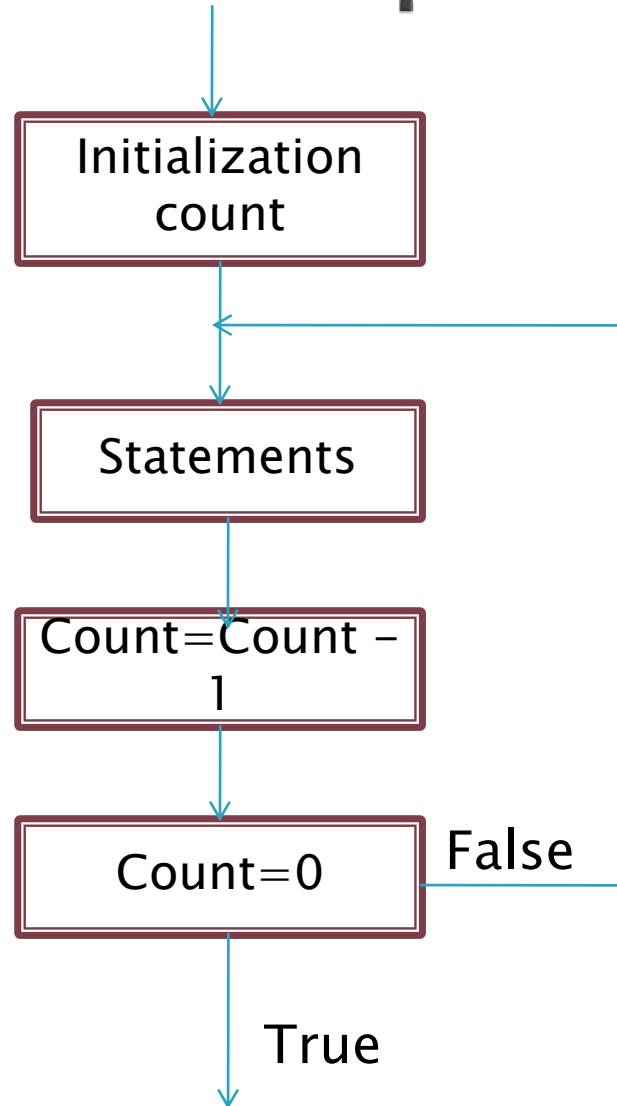 Initialization
count
Statements
Count=Count –
1
Count=0
False
True